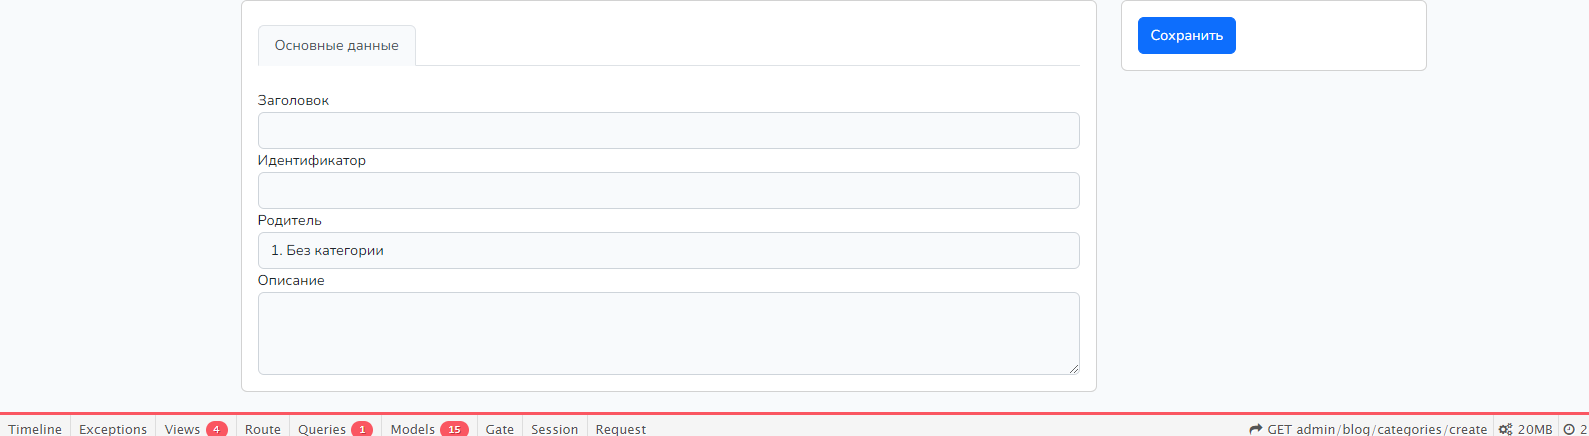 Основные данные
Сохранить
Заголовок
Идентификатор
Родитель
1. Без категории
Описание
Timeline Exceptions Views 4 Route Queries 1 Models 15 Gate Session Request GET admin/blog/categories/create 20MB 2